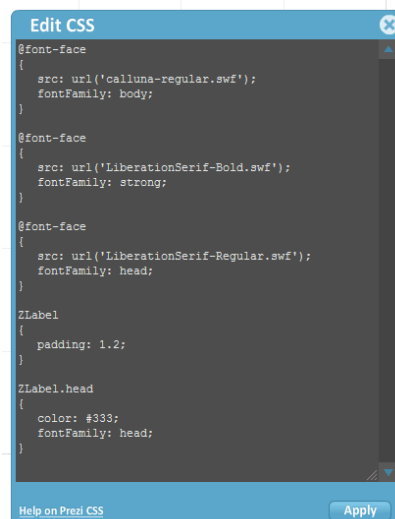 Edit CSS
@font-face
{
src: url('calluna-regular.swf');
fontFamily: body;
}
@font-face
{
src: url('LiberationSerif-Bold.swf');
fontFamily: strong;
}
@font-face
{
src: url('LiberationSerif-Regular.swf');
fontFamily: head;
}
ZLabel
{
padding: 1.2;
}
ZLabel.head
{
color: #333;
fontFamily: head;
}
Help on Prezi CSS
Apply